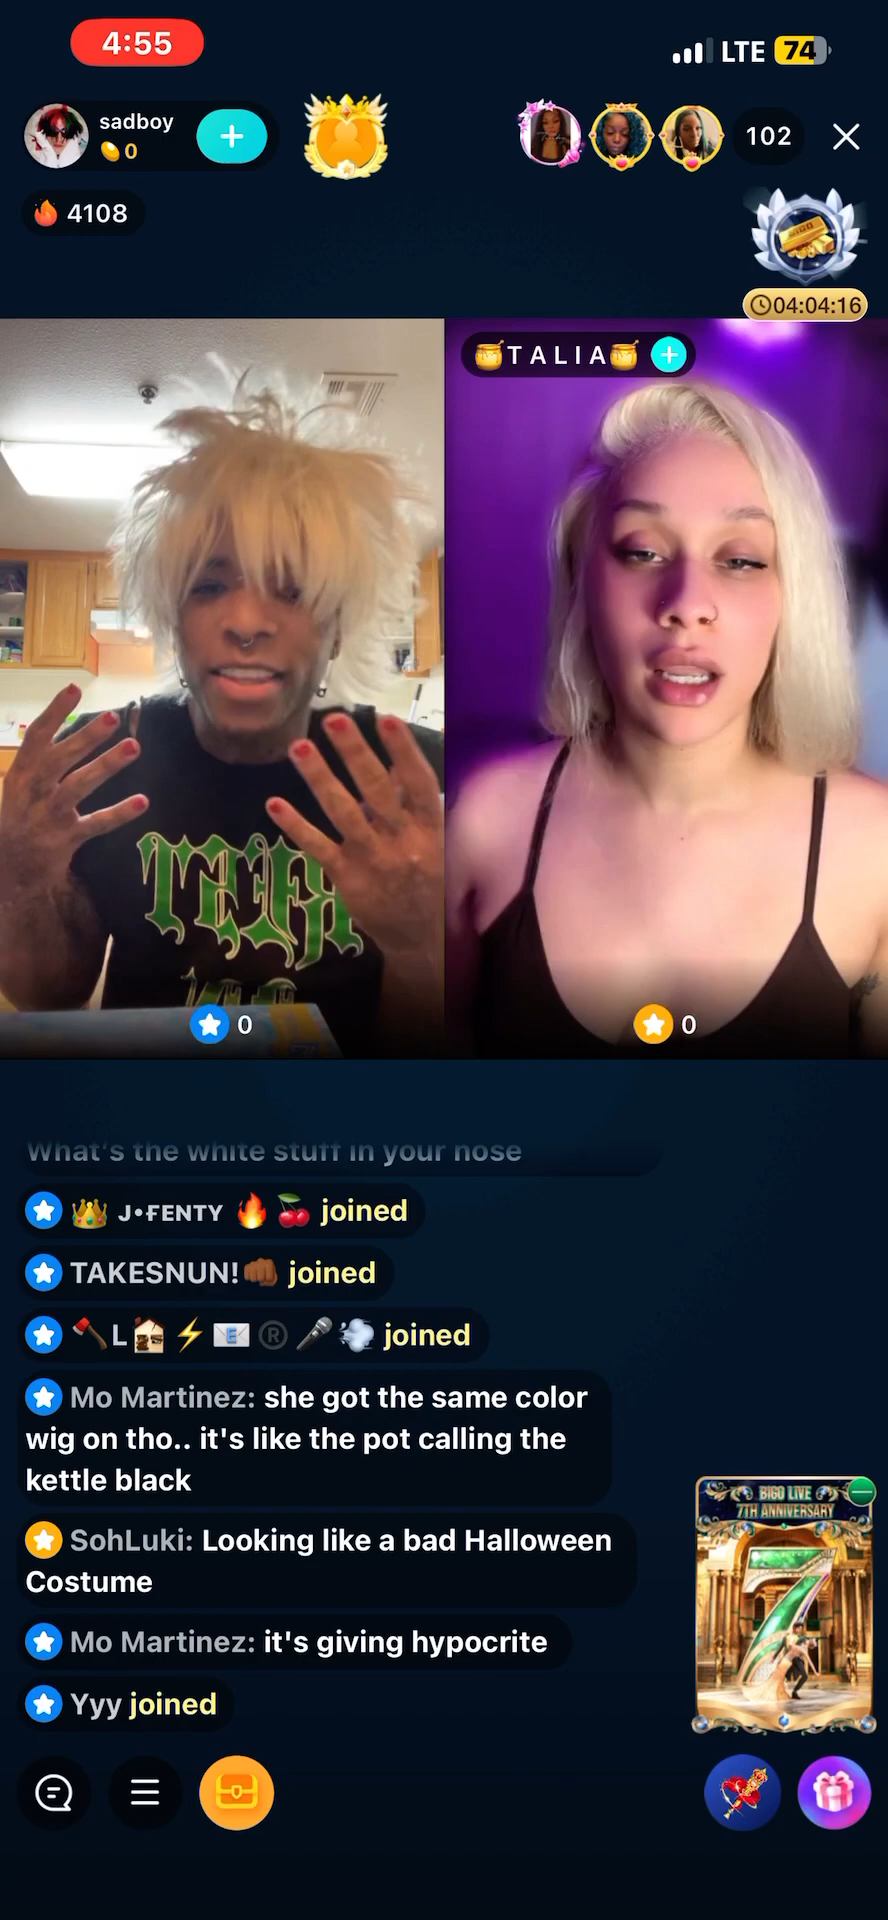 4:55
LTE 74
sadboy
0
102
4108
04:04:16
🍯T A L I A🍯
0
0
What's the white stuff in your nose
👑 ᴊ•ғᴇɴᴛʏ 🔥🍒 joined
TAKESNUN!👊🏾 joined
🪓L🏚️⚡📧®️🎤💨 joined
Mo Martinez: she got the same color
wig on tho.. it's like the pot calling the
kettle black
SohLuki: Looking like a bad Halloween
Costume
Mo Martinez: it's giving hypocrite
Yyy joined
BIGO LIVE
7TH ANNIVERSARY
7